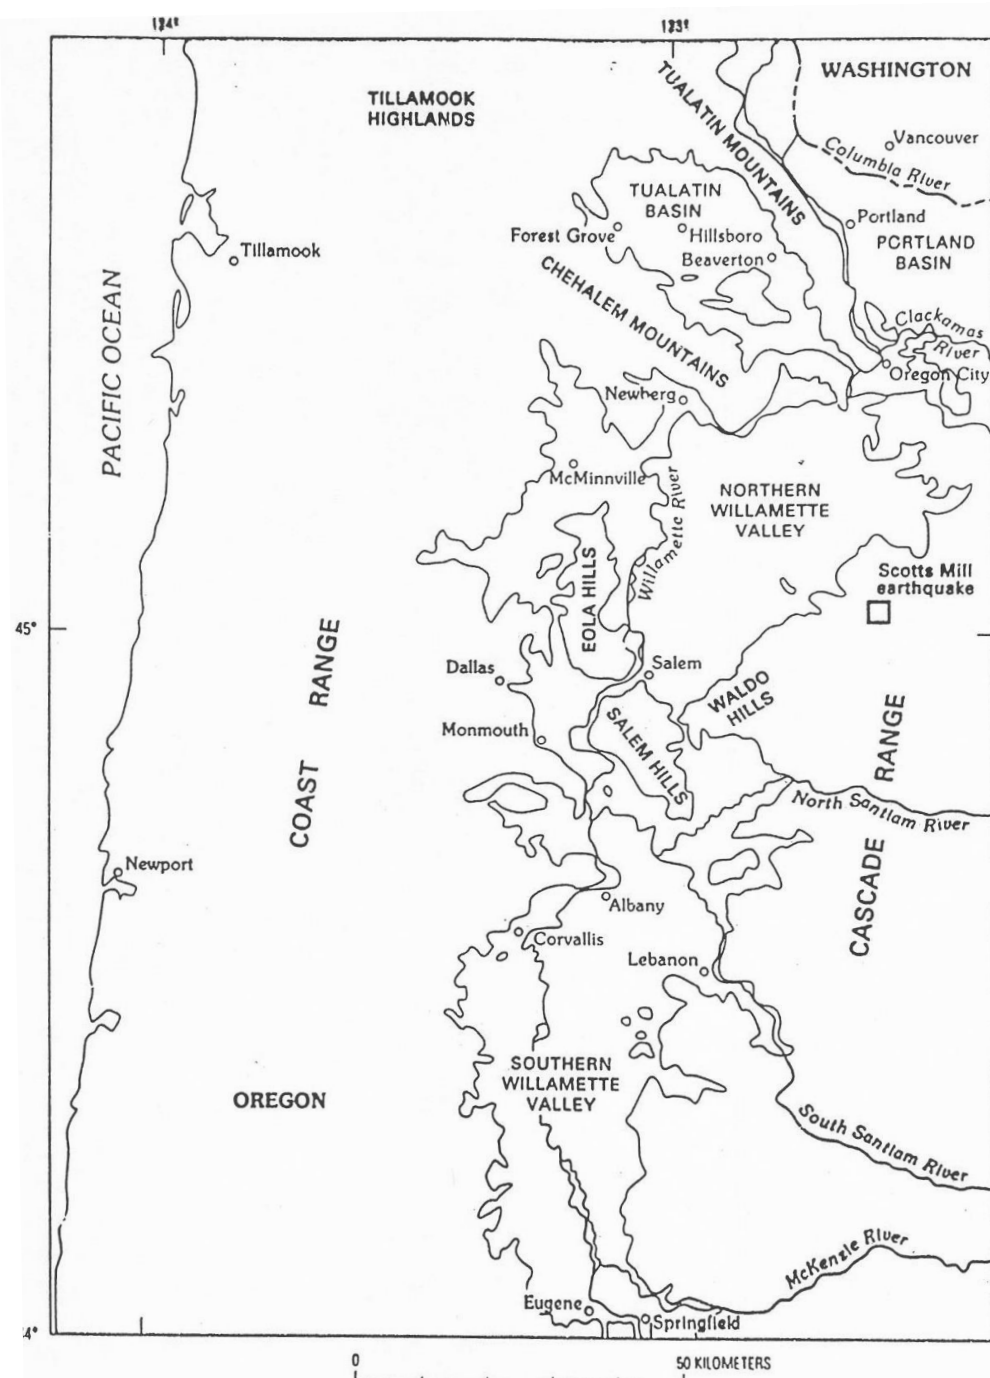 124°
123°
WASHINGTON
TILLAMOOK
HIGHLANDS
TUALATIN MOUNTAINS
Vancouver
Columbia River
TUALATIN
BASIN
Portland
Forest Grove
Hillsboro
PORTLAND
BASIN
Tillamook
Beaverton
CHEHALEM MOUNTAINS
PACIFIC OCEAN
Clackamas
River
Oregon City
Newberg
McMinnville
Willamette River
NORTHERN
WILLAMETTE
VALLEY
EOLA HILLS
Scotts Mill
earthquake
45°
COAST RANGE
Dallas
Salem
WALDO
HILLS
SALEM HILLS
Monmouth
CASCADE RANGE
North Santiam River
Newport
Albany
Corvallis
Lebanon
SOUTHERN
WILLAMETTE
VALLEY
OREGON
South Santiam River
McKenzie River
Eugene
Springfield
4°
0
50 KILOMETERS